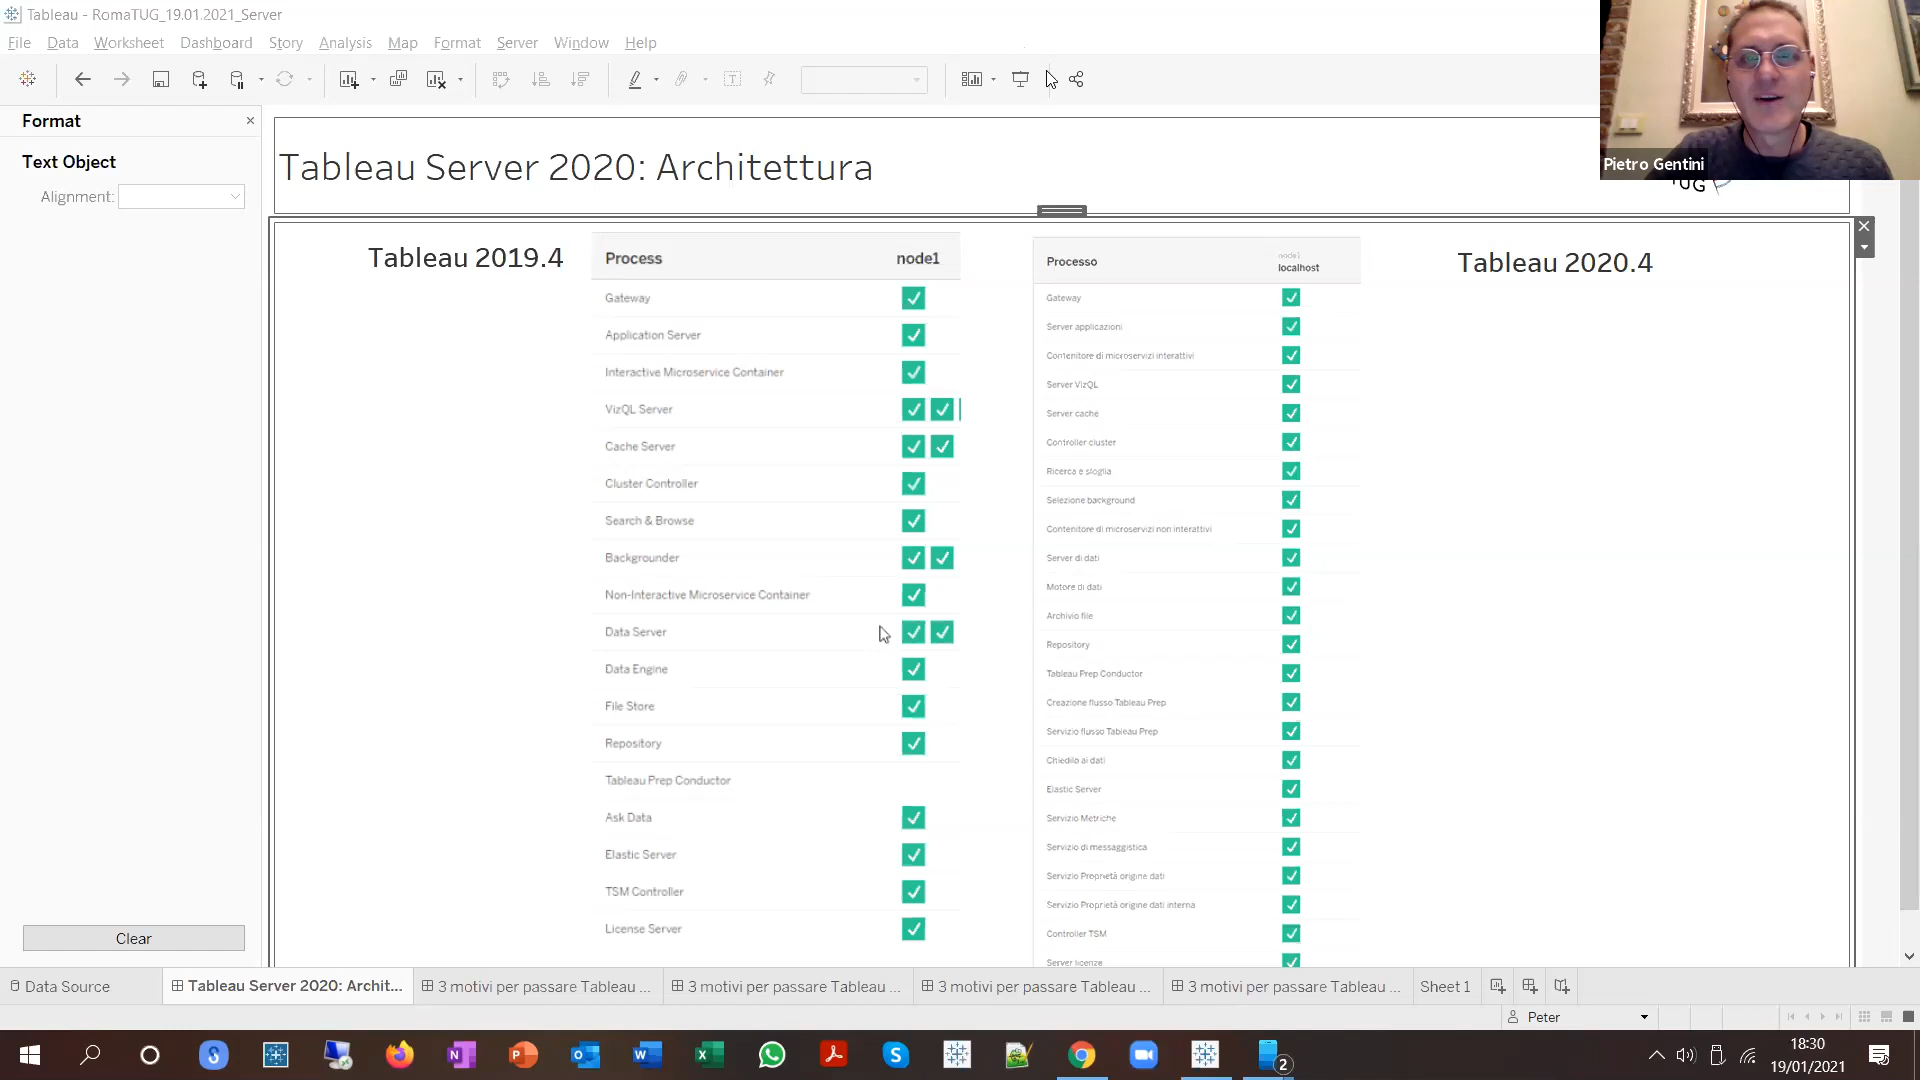 Tableau - RomaTUG_19.01.2021_Server
File Data Worksheet Dashboard Story Analysis Map Format Server Window Help
Format
Text Object
Alignment:
Clear
Tableau Server 2020: Architettura
Pietro Gentini
TUG
Tableau 2019.4
Process node1
Gateway
Application Server
Interactive Microservice Container
VizQL Server
Cache Server
Cluster Controller
Search & Browse
Backgrounder
Non-Interactive Microservice Container
Data Server
Data Engine
File Store
Repository
Tableau Prep Conductor
Ask Data
Elastic Server
TSM Controller
License Server
Tableau 2020.4
node1
Processo localhost
Gateway
Server applicazioni
Contenitore di microservizi interattivi
Server VizQL
Server cache
Controller cluster
Ricerca e sfoglia
Selezione background
Contenitore di microservizi non interattivi
Server di dati
Motore di dati
Archivio file
Repository
Tableau Prep Conductor
Creazione flusso Tableau Prep
Servizio flusso Tableau Prep
Chiedilo ai dati
Elastic Server
Servizio Metriche
Servizio di messaggistica
Servizio Proprietà origine dati
Servizio Proprietà origine dati interna
Controller TSM
Server licenze
Data Source Tableau Server 2020: Archit... 3 motivi per passare Tableau ... 3 motivi per passare Tableau ... 3 motivi per passare Tableau ... 3 motivi per passare Tableau ... Sheet 1
Peter
2
18:30
19/01/2021